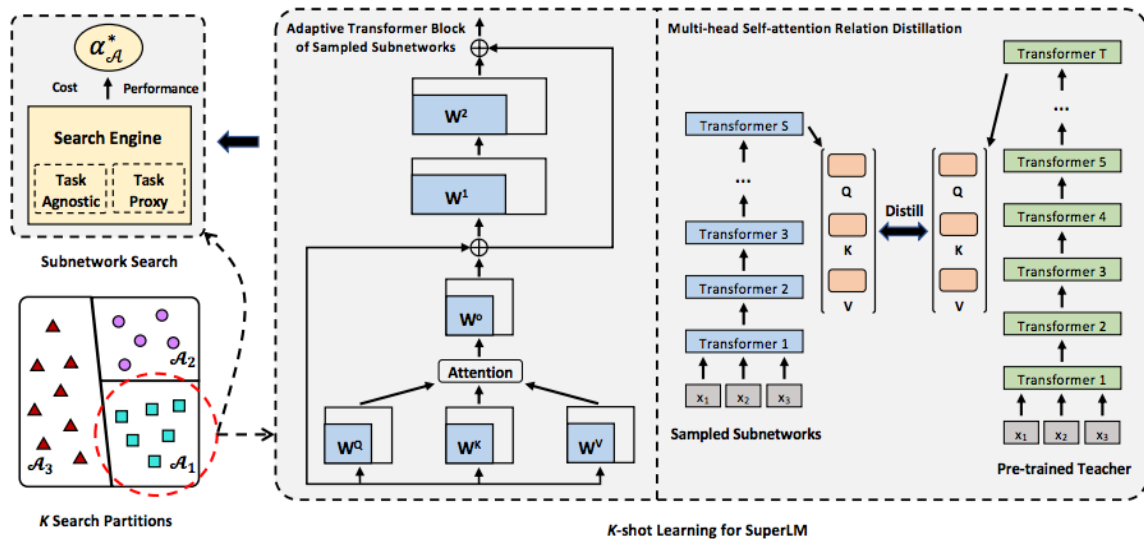 α*𝒜
Cost
Performance
Search Engine
Task
Agnostic
Task
Proxy
Subnetwork Search
𝒜2
𝒜3
𝒜1
K Search Partitions
Adaptive Transformer Block
of Sampled Subnetworks
W²
W¹
Wᴼ
Attention
W^Q
W^K
W^V
Multi-head Self-attention Relation Distillation
Transformer S
...
Transformer 3
Transformer 2
Transformer 1
x1
x2
x3
Sampled Subnetworks
Q
K
V
Distill
Q
K
V
Transformer T
...
Transformer 5
Transformer 4
Transformer 3
Transformer 2
Transformer 1
x1
x2
x3
Pre-trained Teacher
K-shot Learning for SuperLM